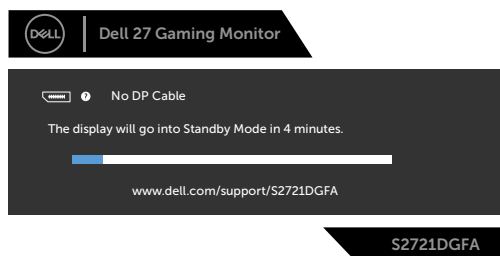 DELL
Dell 27 Gaming Monitor
? No DP Cable
The display will go into Standby Mode in 4 minutes.
www.dell.com/support/S2721DGFA
S2721DGFA